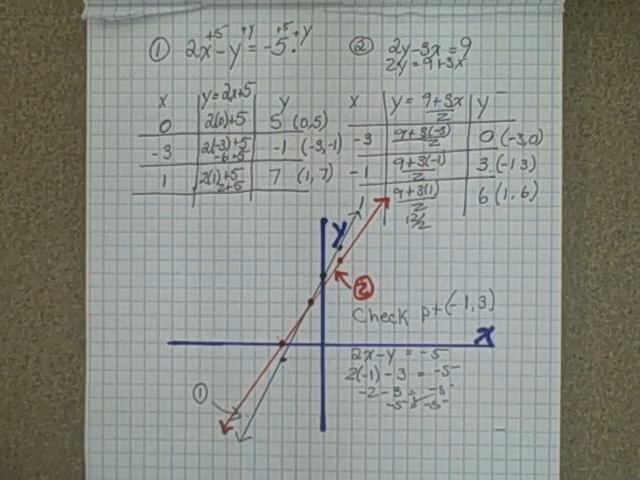 +5 +y +5 +y
① 2x-y = -5
② 2y-3x = 9
2y = 9+3x
x | y=2x+5 | y
0 | 2(0)+5 | 5 (0,5)
-3 | 2(-3)+5 | -1 (-3,-1)
-6+5
1 | 2(1)+5 | 7 (1,7)
2+5
x | y = 9+3x/2 | y
-3 | 9+3(-3)/2 | 0 (-3,0)
-1 | 9+3(-1)/2 | 3 (-1 3)
1 | 9+3(1)/2 | 6 (1,6)
12/2
y
②
Check pt (-1,3)
x
2x-y = -5
2(-1)-3 = -5
-2-3 = -5
-5 = -5
①